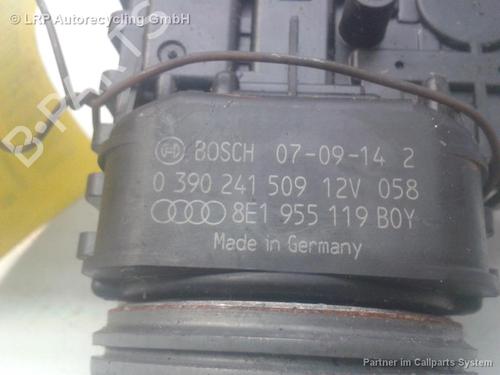 © LRP Autorecycling GmbH
B-PARTS
BOSCH 07-09-14 2
0 390 241 509 12V 058
8E1 955 119 B0Y
Made in Germany
Partner im Callparts System